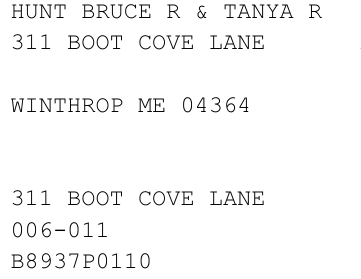 HUNT BRUCE R & TANYA R
311 BOOT COVE LANE
WINTHROP ME 04364
311 BOOT COVE LANE
006-011
B8937P0110